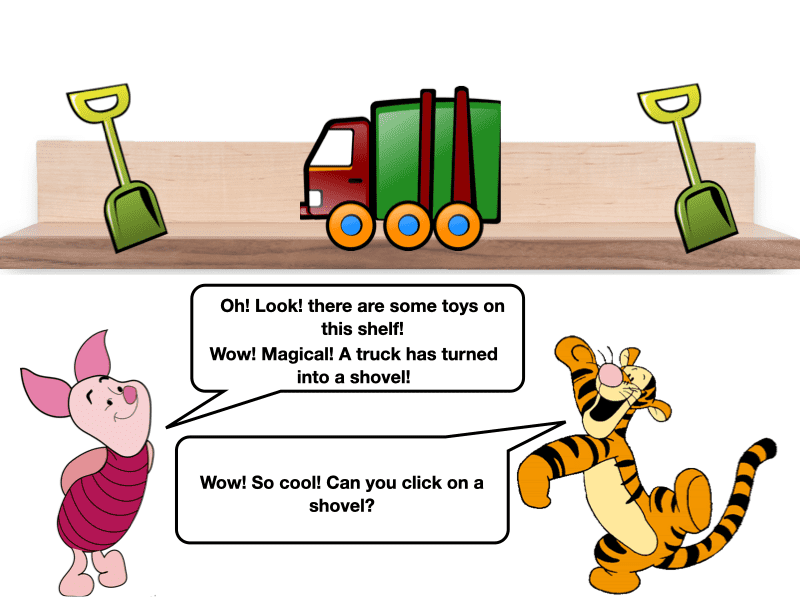 Oh! Look! there are some toys on
this shelf!
Wow! Magical! A truck has turned
into a shovel!
Wow! So cool! Can you click on a
shovel?